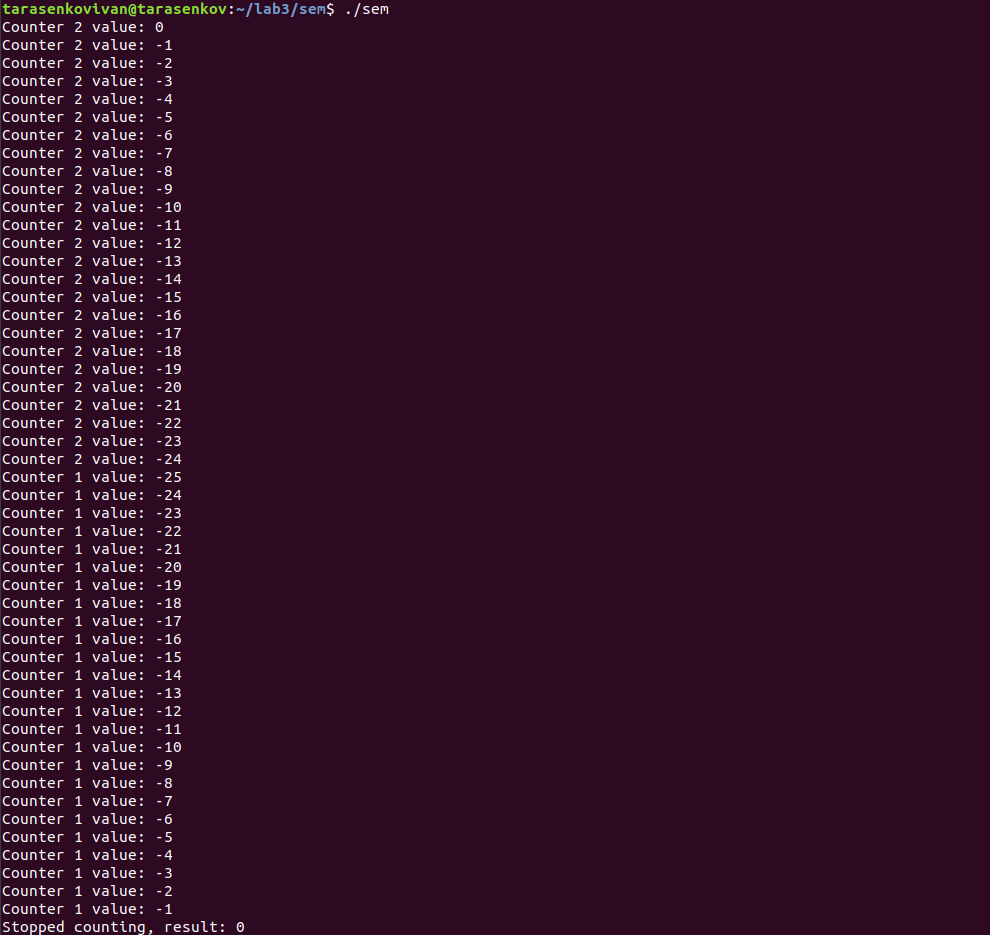 tarasenkovivan@tarasenkov:~/lab3/sem$ ./sem
Counter 2 value: 0
Counter 2 value: -1
Counter 2 value: -2
Counter 2 value: -3
Counter 2 value: -4
Counter 2 value: -5
Counter 2 value: -6
Counter 2 value: -7
Counter 2 value: -8
Counter 2 value: -9
Counter 2 value: -10
Counter 2 value: -11
Counter 2 value: -12
Counter 2 value: -13
Counter 2 value: -14
Counter 2 value: -15
Counter 2 value: -16
Counter 2 value: -17
Counter 2 value: -18
Counter 2 value: -19
Counter 2 value: -20
Counter 2 value: -21
Counter 2 value: -22
Counter 2 value: -23
Counter 2 value: -24
Counter 1 value: -25
Counter 1 value: -24
Counter 1 value: -23
Counter 1 value: -22
Counter 1 value: -21
Counter 1 value: -20
Counter 1 value: -19
Counter 1 value: -18
Counter 1 value: -17
Counter 1 value: -16
Counter 1 value: -15
Counter 1 value: -14
Counter 1 value: -13
Counter 1 value: -12
Counter 1 value: -11
Counter 1 value: -10
Counter 1 value: -9
Counter 1 value: -8
Counter 1 value: -7
Counter 1 value: -6
Counter 1 value: -5
Counter 1 value: -4
Counter 1 value: -3
Counter 1 value: -2
Counter 1 value: -1
Stopped counting, result: 0